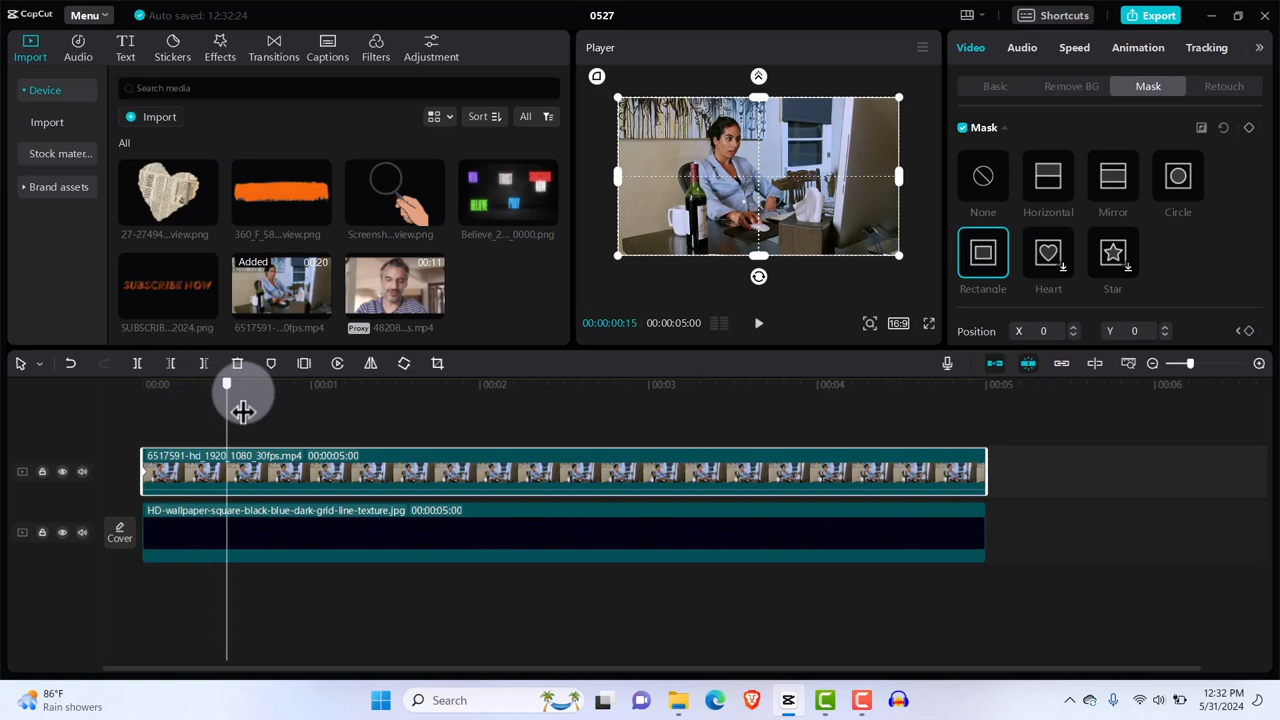 CapCut
Menu
Auto saved: 12:32:24
0527
Shortcuts
Export
Import
Audio
Text
Stickers
Effects
Transitions
Captions
Filters
Adjustment
Device
Import
Stock mater...
Brand assets
Search media
Import
Sort
All
All
27-27494...view.png
360_F_58...view.png
Screensh...view.png
Believe_2..._0000.png
SUBSCRIBE NOW
Added
00:20
00:11
Proxy
SUBSCRIB...2024.png
6517591-...0fps.mp4
48208...s.mp4
Player
00:00:00:15
00:00:05:00
16:9
Video
Audio
Speed
Animation
Tracking
Basic
Remove BG
Mask
Retouch
Mask
None
Horizontal
Mirror
Circle
Rectangle
Heart
Star
Position
X
0
Y
0
00:00
00:01
00:02
00:03
00:04
00:05
00:06
6517591-hd_1920_1080_30fps.mp4 00:00:05:00
Cover
HD-wallpaper-square-black-blue-dark-grid-line-texture.jpg 00:00:05:00
86°F
Rain showers
Search
12:32 PM
5/31/2024